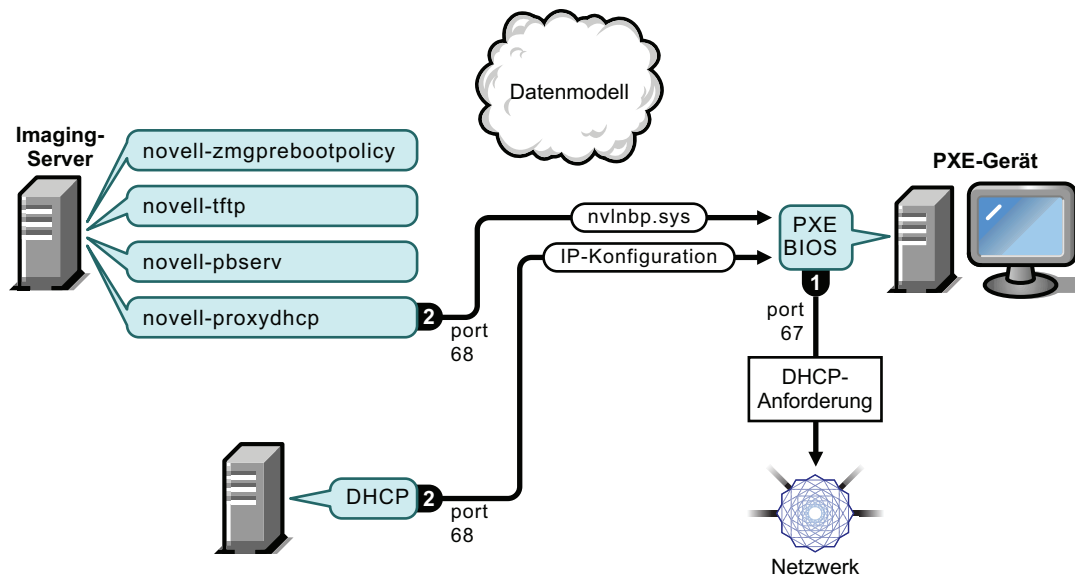 Datenmodell
Imaging-
Server
novell-zmgprebootpolicy
novell-tftp
novell-pbserv
novell-proxydhcp
2
port
68
nvlnbp.sys
IP-Konfiguration
PXE
BIOS
1
port
67
PXE-Gerät
DHCP-
Anforderung
Netzwerk
DHCP
2
port
68